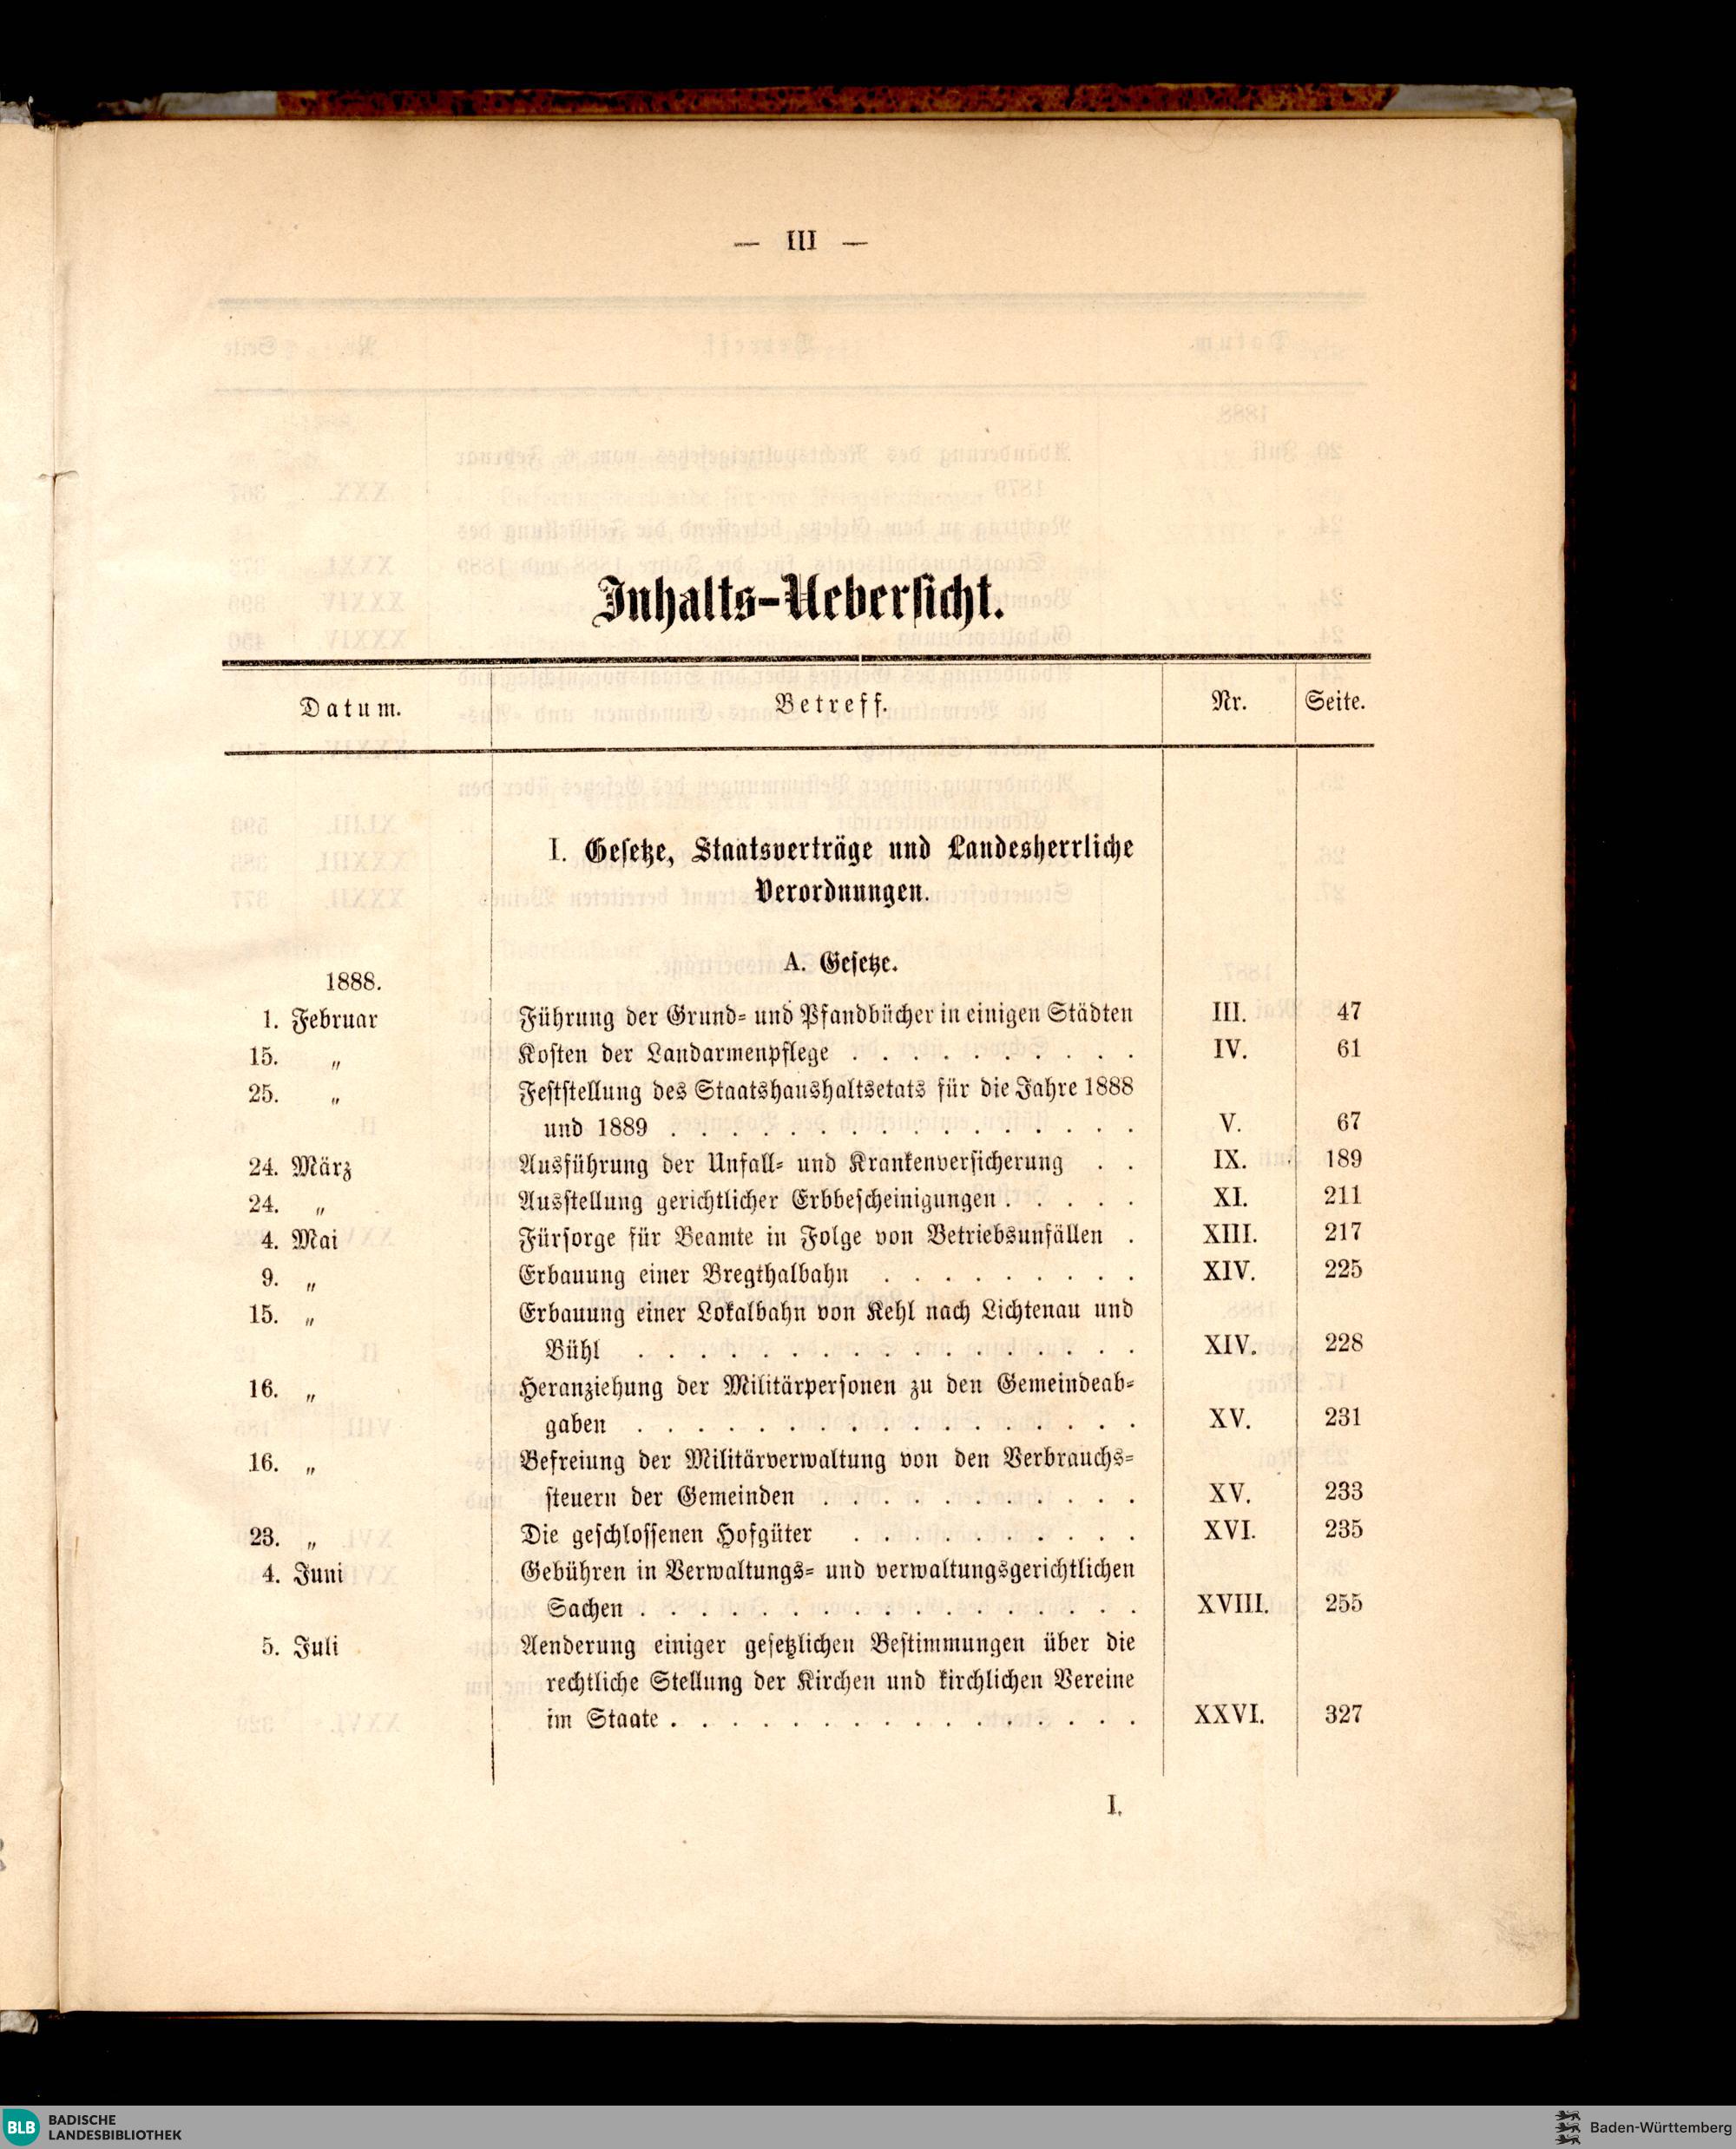 — III —
Inhalts-Uebersicht.
Datum. Betreff. Nr. Seite.
I. Gesetze, Staatsverträge und Landesherrliche
Verordnungen.
A. Gesetze.
1888.
1. Februar Führung der Grund- und Pfandbücher in einigen Städten III. 47
15. „ Kosten der Landarmenpflege . . . . . . . . . . IV. 61
25. „ Feststellung des Staatshaushaltsetats für die Jahre 1888
und 1889 . . . . . . . . . . . . . . . . V. 67
24. März Ausführung der Unfall- und Krankenversicherung . . IX. 189
24. „ Ausstellung gerichtlicher Erbbescheinigungen . . . . . XI. 211
4. Mai Fürsorge für Beamte in Folge von Betriebsunfällen . XIII. 217
9. „ Erbauung einer Bregthalbahn . . . . . . . . . XIV. 225
15. „ Erbauung einer Lokalbahn von Kehl nach Lichtenau und
Bühl . . . . . . . . . . . . . . . . . XIV. 228
16. „ Heranziehung der Militärpersonen zu den Gemeindeab-
gaben . . . . . . . . . . . . . . . . . XV. 231
16. „ Befreiung der Militärverwaltung von den Verbrauchs-
steuern der Gemeinden . . . . . . . . . . . XV. 233
23. „ Die geschlossenen Hofgüter . . . . . . . . . . XVI. 235
4. Juni Gebühren in Verwaltungs- und verwaltungsgerichtlichen
Sachen . . . . . . . . . . . . . . . . . XVIII. 255
5. Juli Aenderung einiger gesetzlichen Bestimmungen über die
rechtliche Stellung der Kirchen und kirchlichen Vereine
im Staate . . . . . . . . . . . . . . . . XXVI. 327
I.
BLB BADISCHE
LANDESBIBLIOTHEK
Baden-Württemberg